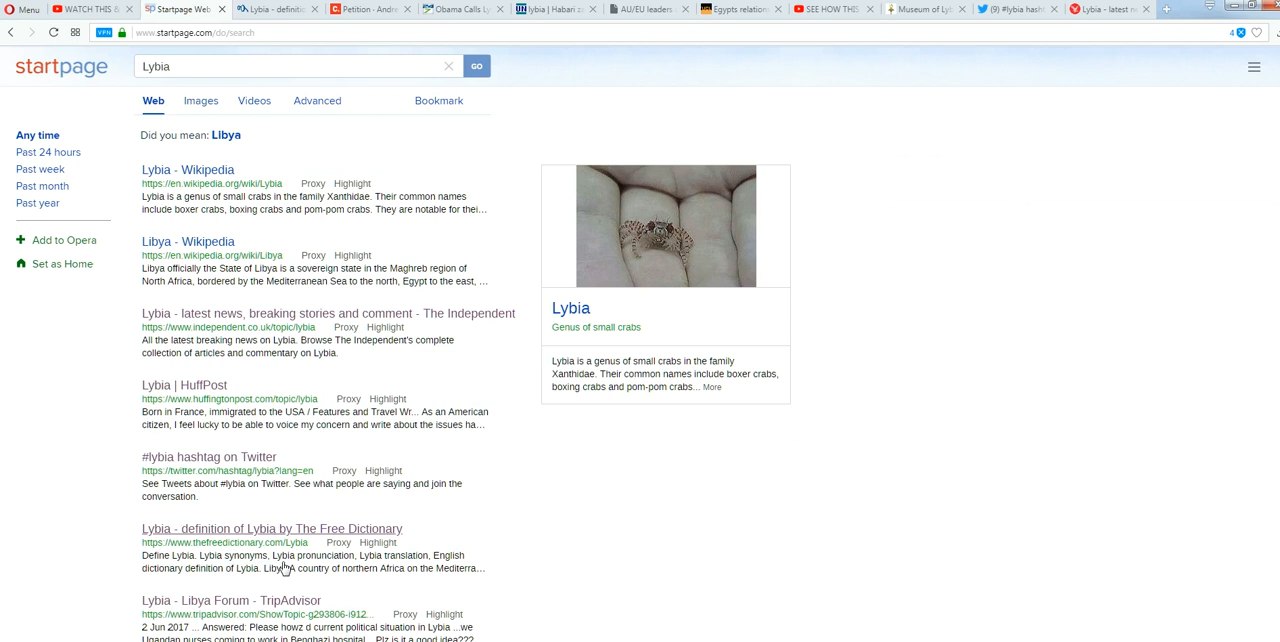 Menu
WATCH THIS &
Startpage Web
Lybia - definitio
Petition - Andre
Obama Calls Ly
lybia | Habari za
AU/EU leaders
Egypts relation
SEE HOW THIS
Museum of Lyb
(9) #lybia hasht
Lybia - latest ne
VPN
www.startpage.com/do/search
4
startpage
Lybia
GO
Web Images Videos Advanced Bookmark
Did you mean: Libya
Any time
Past 24 hours
Past week
Past month
Past year
Add to Opera
Set as Home
Lybia - Wikipedia
https://en.wikipedia.org/wiki/Lybia Proxy Highlight
Lybia is a genus of small crabs in the family Xanthidae. Their common names
include boxer crabs, boxing crabs and pom-pom crabs. They are notable for thei...
Libya - Wikipedia
https://en.wikipedia.org/wiki/Libya Proxy Highlight
Libya officially the State of Libya is a sovereign state in the Maghreb region of
North Africa, bordered by the Mediterranean Sea to the north, Egypt to the east, ...
Lybia - latest news, breaking stories and comment - The Independent
https://www.independent.co.uk/topic/lybia Proxy Highlight
All the latest breaking news on Lybia. Browse The Independent's complete
collection of articles and commentary on Lybia.
Lybia | HuffPost
https://www.huffingtonpost.com/topic/lybia Proxy Highlight
Born in France, immigrated to the USA / Features and Travel Wr... As an American
citizen, I feel lucky to be able to voice my concern and write about the issues ha...
#lybia hashtag on Twitter
https://twitter.com/hashtag/lybia?lang=en Proxy Highlight
See Tweets about #lybia on Twitter. See what people are saying and join the
conversation.
Lybia - definition of Lybia by The Free Dictionary
https://www.thefreedictionary.com/Lybia Proxy Highlight
Define Lybia. Lybia synonyms, Lybia pronunciation, Lybia translation, English
dictionary definition of Lybia. Liby A country of northern Africa on the Mediterra...
Lybia - Libya Forum - TripAdvisor
https://www.tripadvisor.com/ShowTopic-g293806-i912... Proxy Highlight
2 Jun 2017 ... Answered: Please howz d current political situation in Lybia ...we
Ugandan nurses coming to work in Benghazi hospital...Plz is it a good idea???
Lybia
Genus of small crabs
Lybia is a genus of small crabs in the family
Xanthidae. Their common names include boxer crabs,
boxing crabs and pom-pom crabs... More